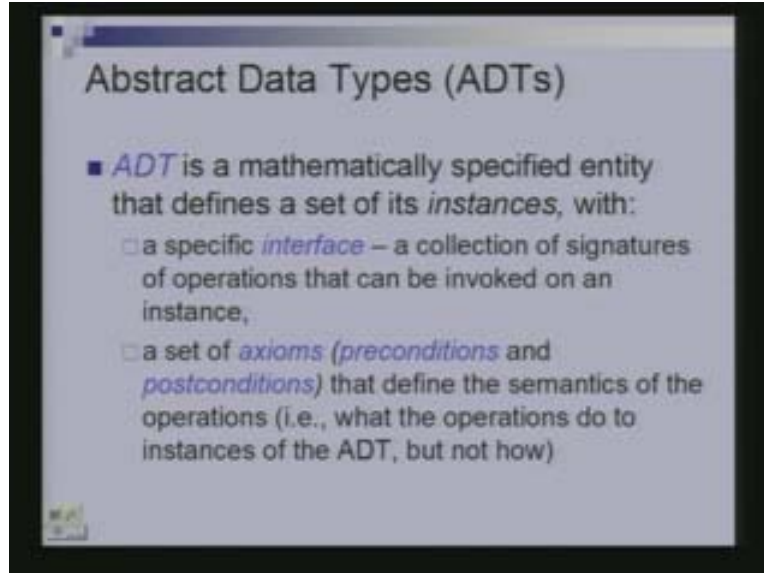 Abstract Data Types (ADTs)
ADT is a mathematically specified entity
that defines a set of its instances, with:
a specific interface – a collection of signatures
of operations that can be invoked on an
instance,
a set of axioms (preconditions and
postconditions) that define the semantics of the
operations (i.e., what the operations do to
instances of the ADT, but not how)